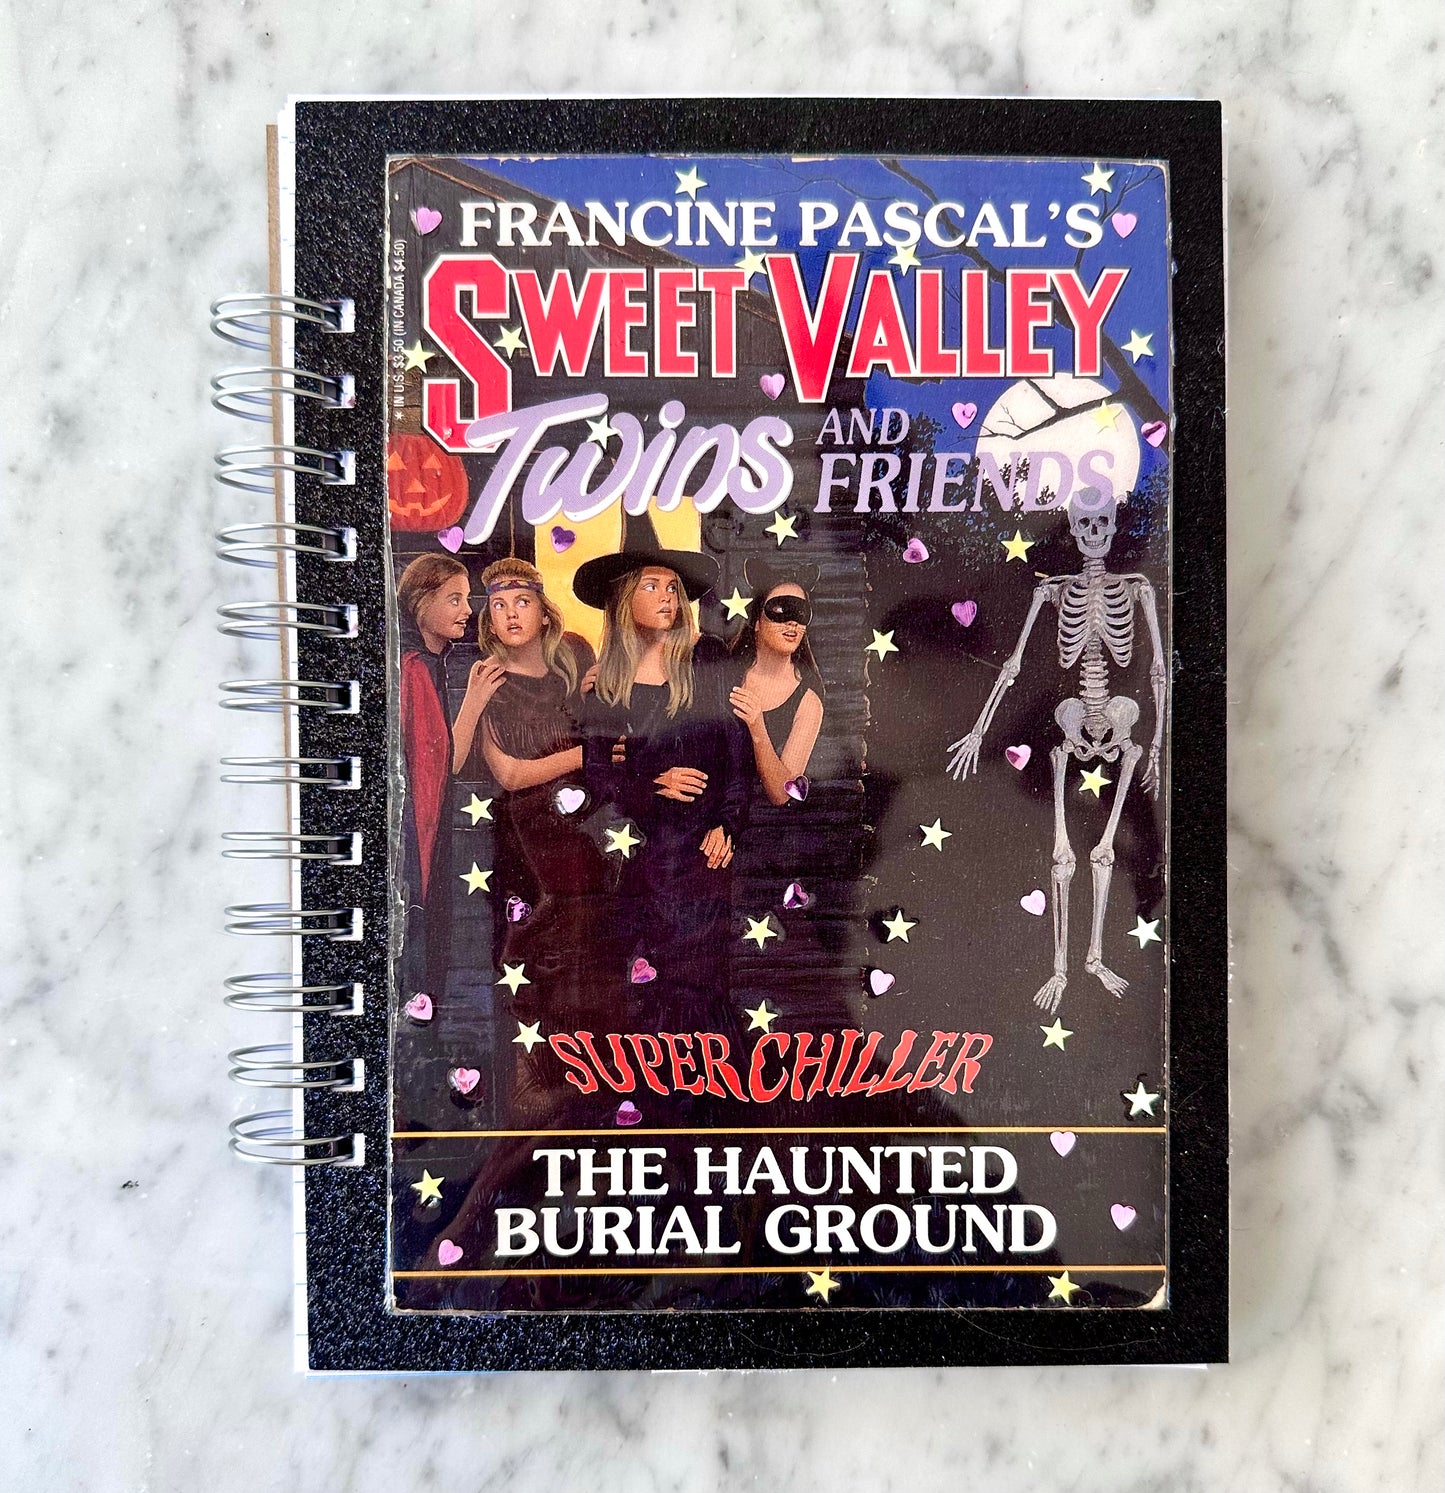 * IN U.S. $3.50 (IN CANADA $4.50)
FRANCINE PASCAL'S
SWEET VALLEY
Twins AND
FRIENDS
SUPER CHILLER
THE HAUNTED
BURIAL GROUND